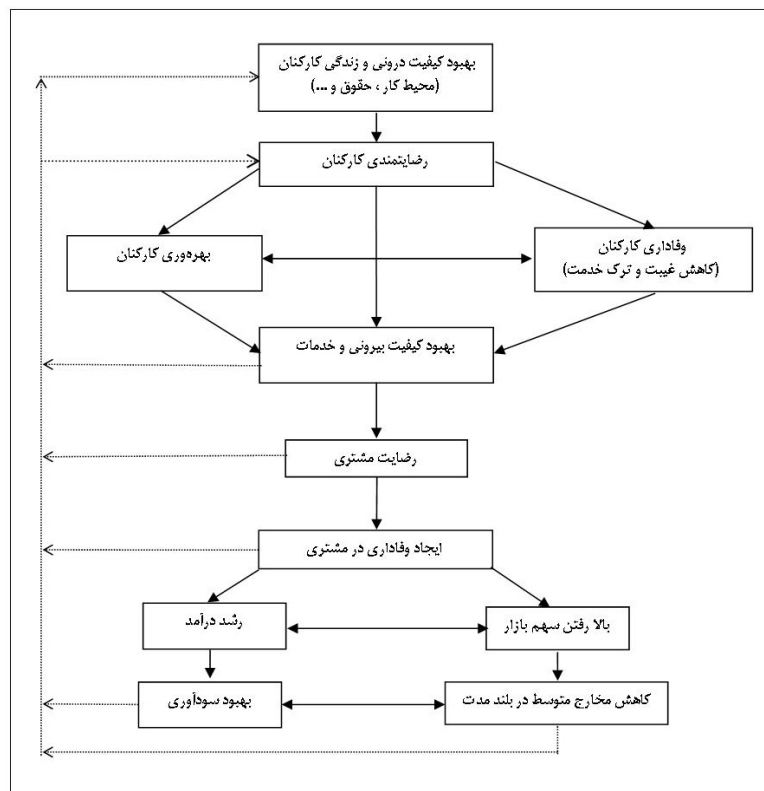 بهبود کیفیت درونی و زندگی کارکنان
(محیط کار ، حقوق و ...)
رضایتمندی کارکنان
وفاداری کارکنان
(کاهش غیبت و ترک خدمت)
بهره‌وری کارکنان
بهبود کیفیت بیرونی و خدمات
رضایت مشتری
ایجاد وفاداری در مشتری
بالا رفتن سهم بازار
رشد درآمد
کاهش مخارج متوسط در بلند مدت
بهبود سودآوری